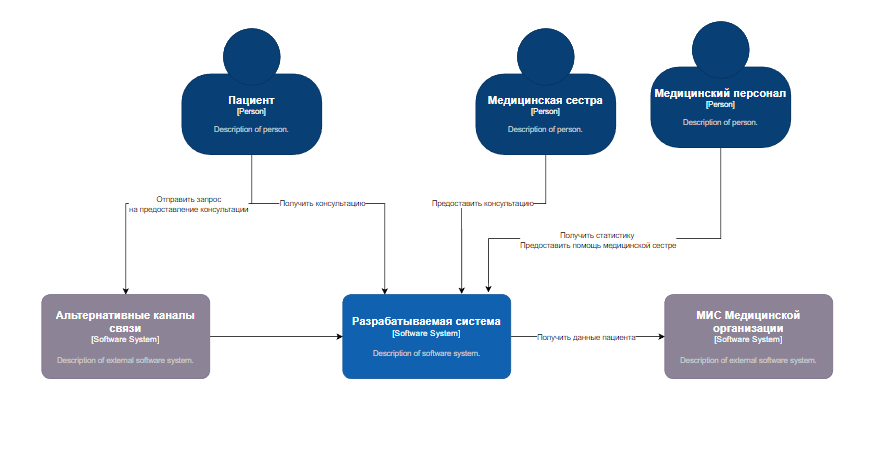 Пациент
[Person]
Description of person.
Медицинская сестра
[Person]
Description of person.
Медицинский персонал
[Person]
Description of person.
Отправить запрос
на предоставление консультации
Получить консультацию
Предоставить консультацию
Получить статистику
Предоставить помощь медицинской сестре
Альтернативные каналы
связи
[Software System]
Description of external software system.
Разрабатываемая система
[Software System]
Description of software system.
Получить данные пациента
МИС Медицинской
организации
[Software System]
Description of external software system.